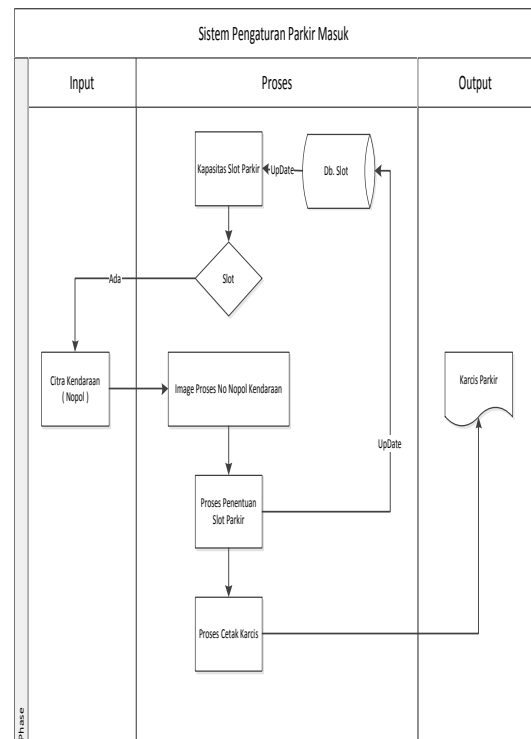 Sistem Pengaturan Parkir Masuk
Input
Proses
Output
Kapasitas Slot Parkir
UpDate
Db. Slot
Slot
Ada
Citra Kendaraan
( Nopol )
Image Proses No Nopol Kendaraan
Karcis Parkir
UpDate
Proses Penentuan
Slot Parkir
Proses Cetak Karcis
Phase